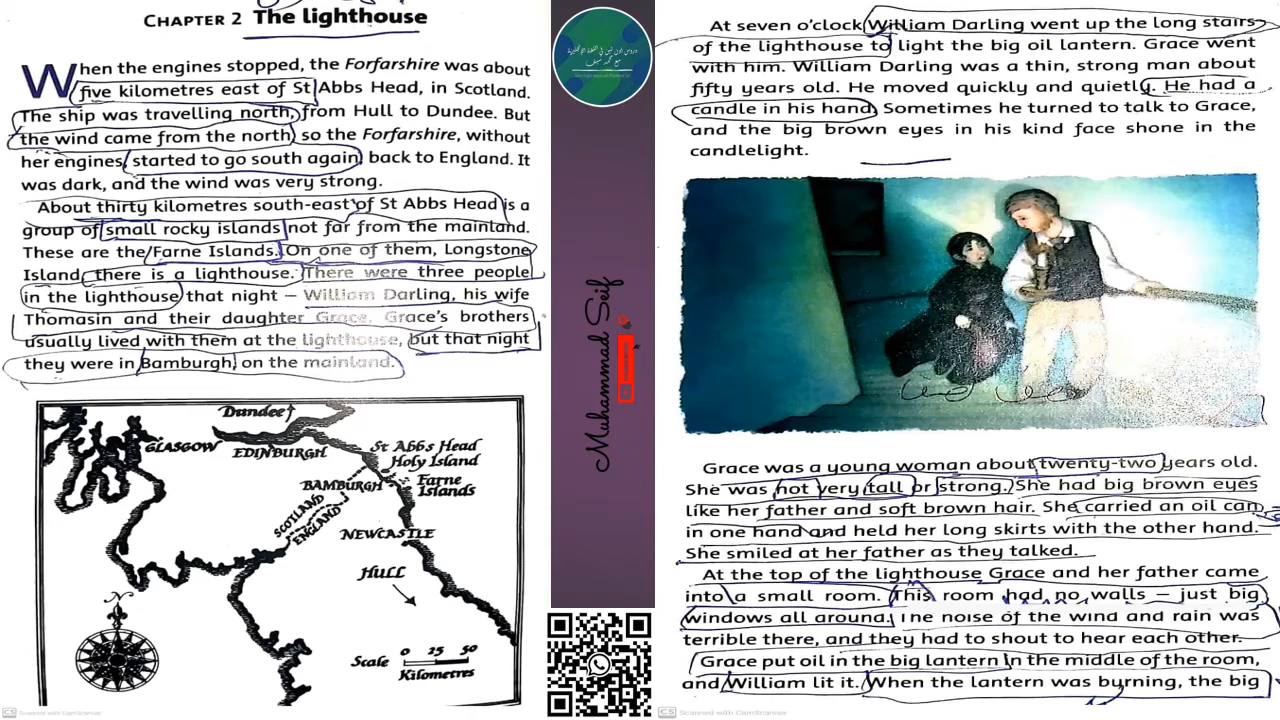 CHAPTER 2 The lighthouse
When the engines stopped, the Forfarshire was about
five kilometres east of St Abbs Head, in Scotland.
The ship was travelling north, from Hull to Dundee. But
the wind came from the north, so the Forfarshire, without
her engines, started to go south again, back to England. It
was dark, and the wind was very strong.
About thirty kilometres south-east of St Abbs Head is a
group of small rocky islands not far from the mainland.
These are the Farne Islands. On one of them, Longstone
Island, there is a lighthouse. There were three people
in the lighthouse that night – William Darling, his wife
Thomasin and their daughter Grace. Grace's brothers
usually lived with them at the lighthouse, but that night
they were in Bamburgh, on the mainland.
Dundee
GLASGOW
EDINBURGH
St Abbs Head
Holy Island
BAMBURGH
Farne
Islands
SCOTLAND
ENGLAND
NEWCASTLE
HULL
N
Scale 0 25 50
Kilometres
CS Scanned with CamScanner
Muhammad Seif
At seven o'clock William Darling went up the long stairs
of the lighthouse to light the big oil lantern. Grace went
with him. William Darling was a thin, strong man about
fifty years old. He moved quickly and quietly. He had a
candle in his hand. Sometimes he turned to talk to Grace,
and the big brown eyes in his kind face shone in the
candlelight.
Grace was a young woman about twenty-two years old.
She was not very tall or strong. She had big brown eyes
like her father and soft brown hair. She carried an oil can
in one hand and held her long skirts with the other hand.
She smiled at her father as they talked.
At the top of the lighthouse Grace and her father came
into a small room. This room had no walls – just big
windows all around. The noise of the wind and rain was
terrible there, and they had to shout to hear each other.
Grace put oil in the big lantern in the middle of the room,
and William lit it. When the lantern was burning, the big
CS Scanned with CamScanner